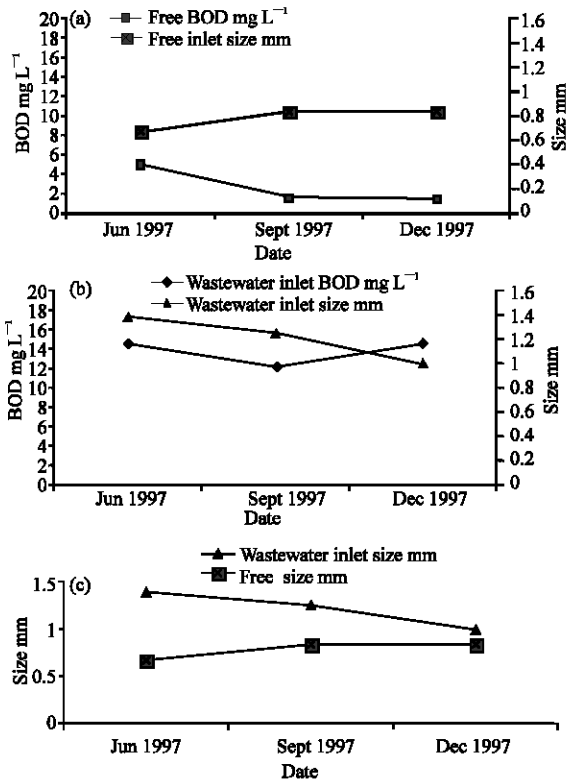 (a)
Free BOD mg L⁻¹
Free inlet size mm
BOD mg L⁻¹
20
18
16
14
12
10
8
6
4
2
0
1.6
1.4
1.2
1
0.8
0.6
0.4
0.2
0
Size mm
Jun 1997 Sept 1997 Dec 1997
Date
(b)
Wastewater inlet BOD mg L⁻¹
Wastewater inlet size mm
BOD mg L⁻¹
20
18
16
14
12
10
8
6
4
2
0
1.6
1.4
1.2
1
0.8
0.6
0.4
0.2
0
Size mm
Jun 1997 Sept 1997 Dec 1997
Date
Wastewater inlet size mm
Free size mm
(c)
Size mm
1.5
1
0.5
0
Jun 1997 Sept 1997 Dec 1997
Date